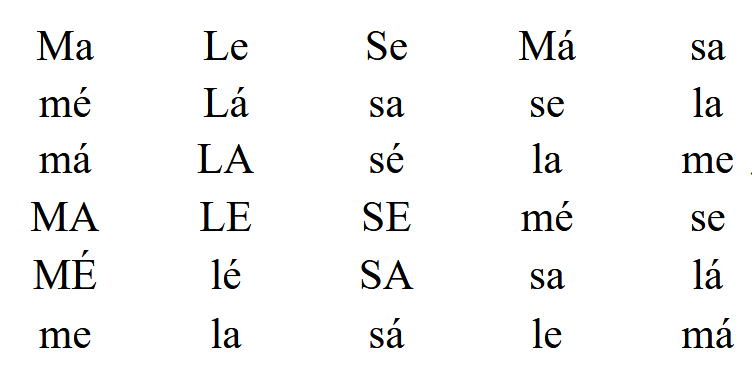 Ma Le Se Má sa
mé Lá sa se la
má LA sé la me
MA LE SE mé se
MÉ lé SA sa lá
me la sá le má